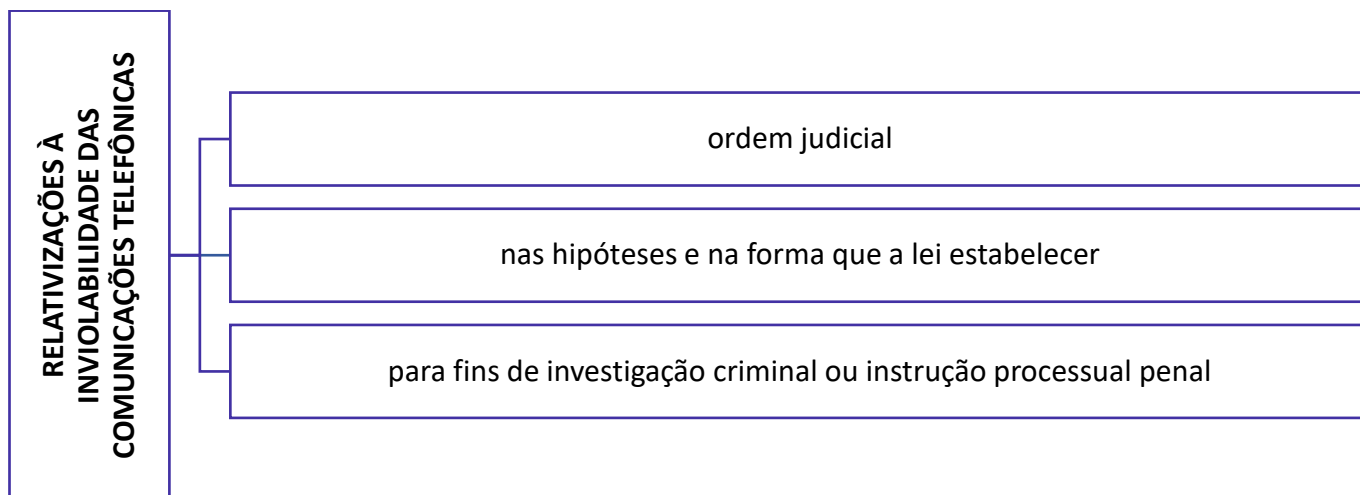 RELATIVIZAÇÕES À
INVIOLABILIDADE DAS
COMUNICAÇÕES TELEFÔNICAS
ordem judicial
nas hipóteses e na forma que a lei estabelecer
para fins de investigação criminal ou instrução processual penal